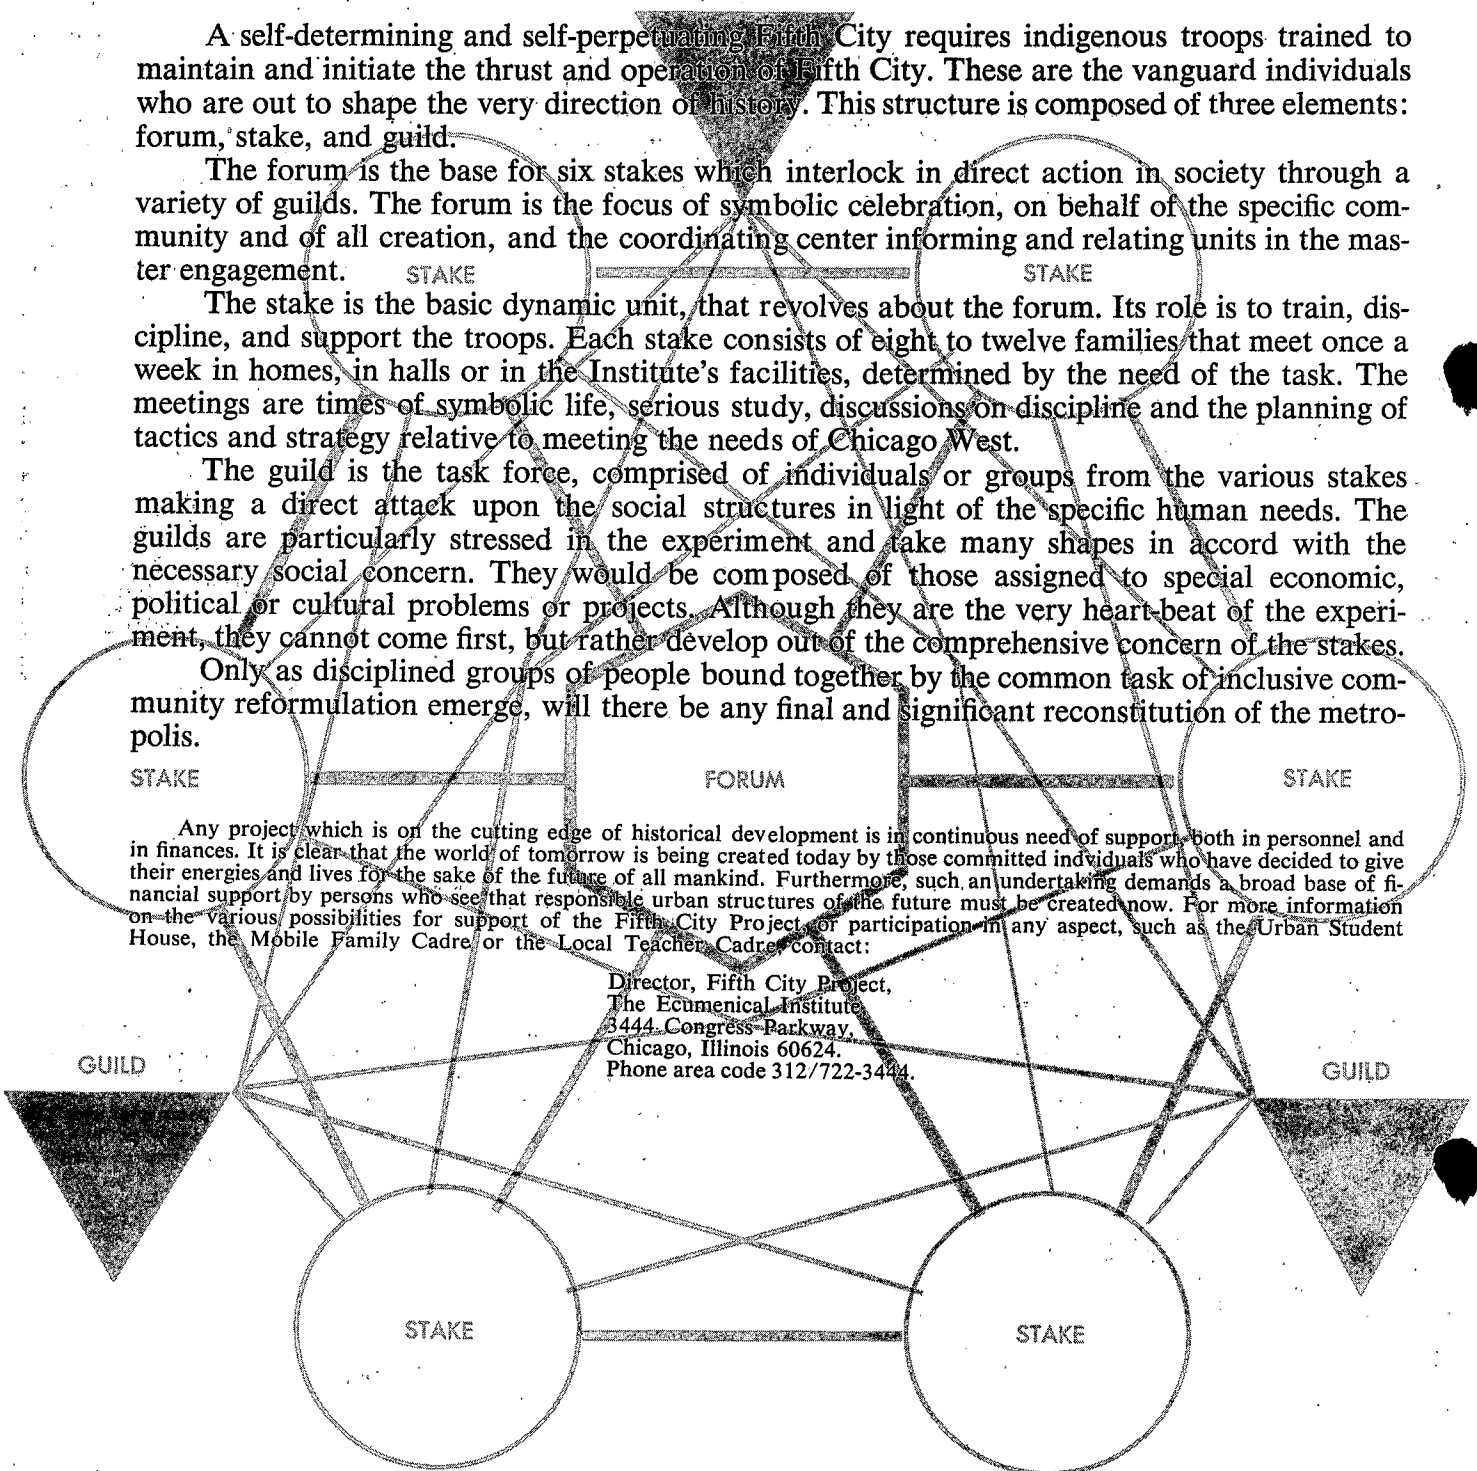 A self-determining and self-perpetuating Fifth City requires indigenous troops trained to
maintain and initiate the thrust and operation of Fifth City. These are the vanguard individuals
who are out to shape the very direction of history. This structure is composed of three elements:
forum, stake, and guild.
The forum is the base for six stakes which interlock in direct action in society through a
variety of guilds. The forum is the focus of symbolic celebration, on behalf of the specific com-
munity and of all creation, and the coordinating center informing and relating units in the mas-
ter engagement.
STAKE
STAKE
The stake is the basic dynamic unit, that revolves about the forum. Its role is to train, dis-
cipline, and support the troops. Each stake consists of eight to twelve families that meet once a
week in homes, in halls or in the Institute's facilities, determined by the need of the task. The
meetings are times of symbolic life, serious study, discussions on discipline and the planning of
tactics and strategy relative to meeting the needs of Chicago West.
The guild is the task force, comprised of individuals or groups from the various stakes
making a direct attack upon the social structures in light of the specific human needs. The
guilds are particularly stressed in the experiment and take many shapes in accord with the
necessary social concern. They would be composed of those assigned to special economic,
political or cultural problems or projects. Although they are the very heart-beat of the experi-
ment, they cannot come first, but rather develop out of the comprehensive concern of the stakes.
Only as disciplined groups of people bound together by the common task of inclusive com-
munity reformulation emerge, will there be any final and significant reconstitution of the metro-
polis.
STAKE
FORUM
STAKE
Any project which is on the cutting edge of historical development is in continuous need of support both in personnel and
in finances. It is clear that the world of tomorrow is being created today by those committed indviduals who have decided to give
their energies and lives for the sake of the future of all mankind. Furthermore, such an undertaking demands a broad base of fi-
nancial support by persons who see that responsible urban structures of the future must be created now. For more information
on the various possibilities for support of the Fifth City Project, or participation in any aspect, such as the Urban Student
House, the Mobile Family Cadre or the Local Teacher Cadre, contact:
Director, Fifth City Project,
The Ecumenical Institute
3444 Congress Parkway,
Chicago, Illinois 60624.
Phone area code 312/722-3444.
GUILD
GUILD
STAKE
STAKE